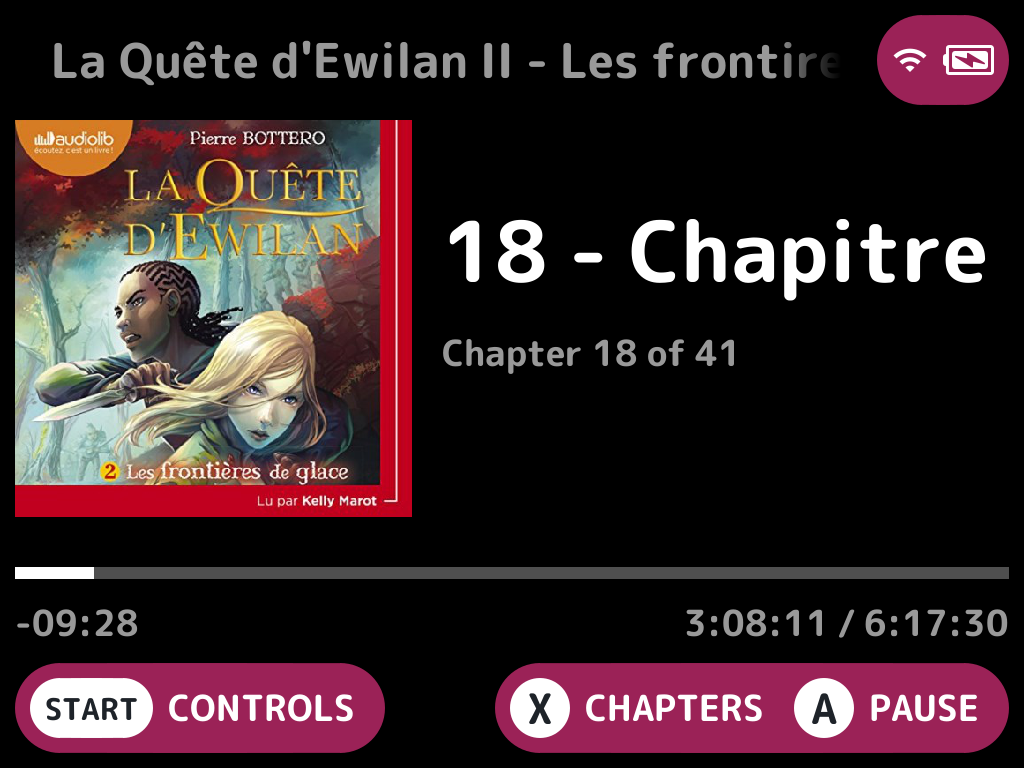 La Quête d'Ewilan II - Les frontire
audiolib
écoutez, c'est un livre !
Pierre BOTTERO
LA QUÊTE
D'EWILAN
2 Les frontières de glace
Lu par Kelly Marot
18 - Chapitre
Chapter 18 of 41
-09:28
3:08:11 / 6:17:30
START CONTROLS
X CHAPTERS A PAUSE